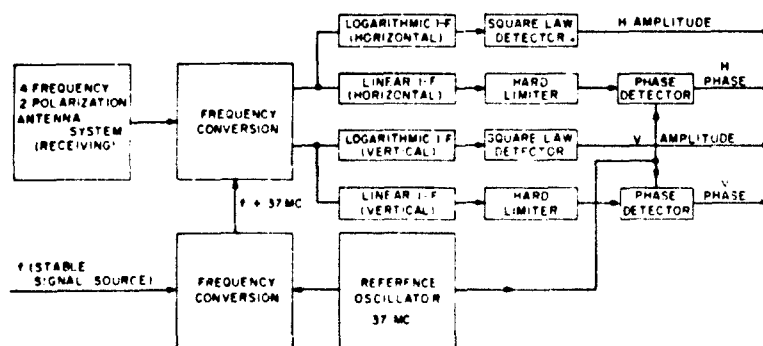 LOGARITHMIC I-F
(HORIZONTAL)
SQUARE LAW
DETECTOR
H AMPLITUDE
4 FREQUENCY
2 POLARIZATION
ANTENNA
SYSTEM
(RECEIVING)
FREQUENCY
CONVERSION
LINEAR I-F
(HORIZONTAL)
HARD
LIMITER
PHASE
DETECTOR
H
PHASE
LOGARITHMIC I-F
(VERTICAL)
SQUARE LAW
DETECTOR
V AMPLITUDE
LINEAR I-F
(VERTICAL)
HARD
LIMITER
PHASE
DETECTOR
V
PHASE
f + 37 MC
f (STABLE
SIGNAL SOURCE)
FREQUENCY
CONVERSION
REFERENCE
OSCILLATOR
37 MC